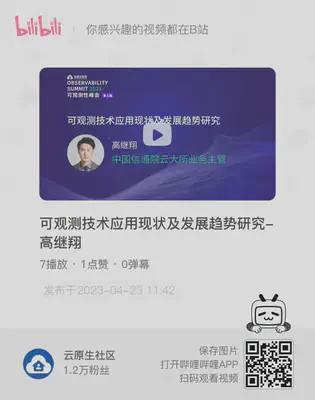 bilibili
你感兴趣的视频都在B站
OBSERVABILITY
SUMMIT 2023
可观测性峰会
可观测技术应用现状及发展趋势研究
高继翔
中国信通院云大所业务主管
可观测技术应用现状及发展趋势研究-
高继翔
7播放 · 1点赞 · 0弹幕
发布于2023-04-23 11:42
云原生社区
1.2万粉丝
保存图片
打开哔哩哔哩APP
扫码观看视频